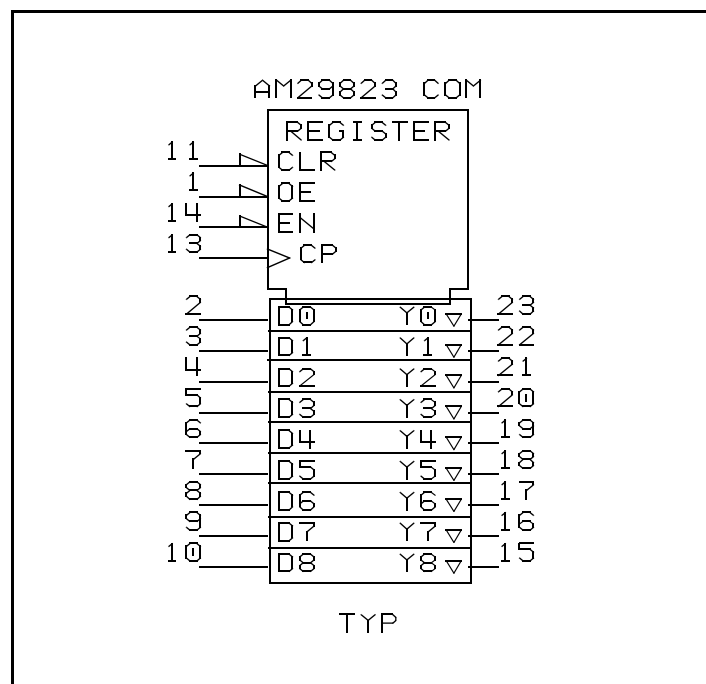 AM29823 COM
REGISTER
11 CLR
1 OE
14 EN
13 CP
2 D0 Y0 23
3 D1 Y1 22
4 D2 Y2 21
5 D3 Y3 20
6 D4 Y4 19
7 D5 Y5 18
8 D6 Y6 17
9 D7 Y7 16
10 D8 Y8 15
TYP